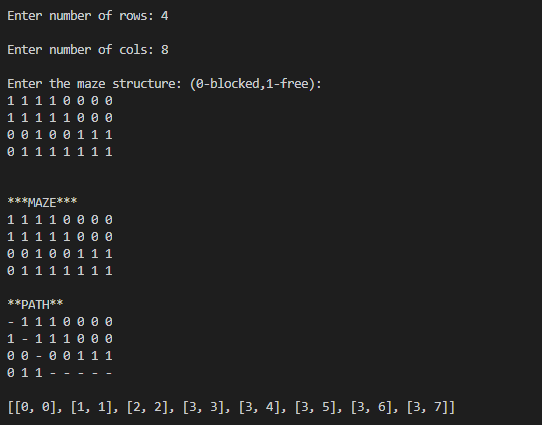 Enter number of rows: 4
Enter number of cols: 8
Enter the maze structure: (0-blocked,1-free):
1 1 1 1 0 0 0 0
1 1 1 1 1 0 0 0
0 0 1 0 0 1 1 1
0 1 1 1 1 1 1 1
***MAZE***
1 1 1 1 0 0 0 0
1 1 1 1 1 0 0 0
0 0 1 0 0 1 1 1
0 1 1 1 1 1 1 1
**PATH**
- 1 1 1 0 0 0 0
1 - 1 1 1 0 0 0
0 0 - 0 0 1 1 1
0 1 1 - - - - -
[[0, 0], [1, 1], [2, 2], [3, 3], [3, 4], [3, 5], [3, 6], [3, 7]]